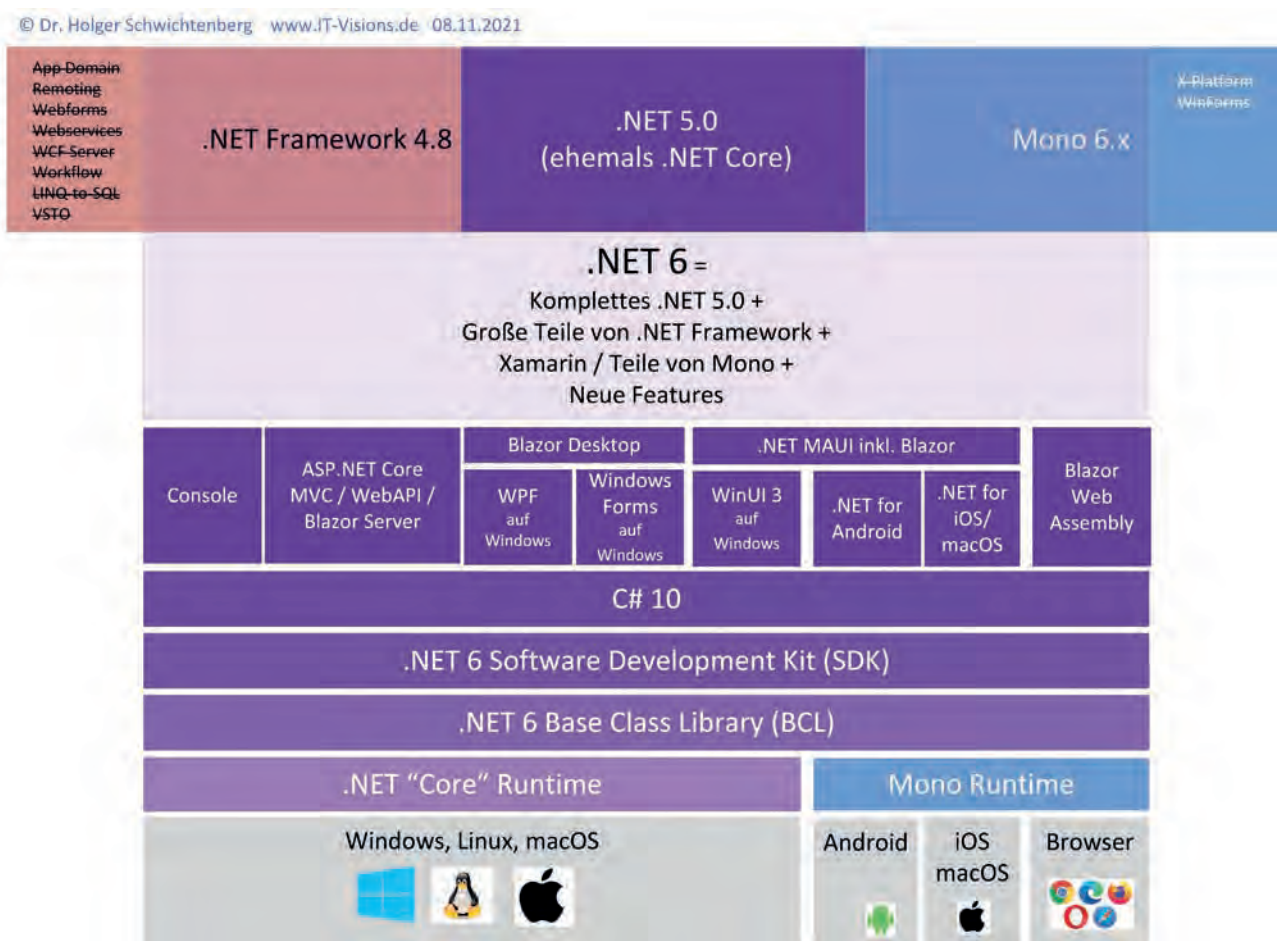 © Dr. Holger Schwichtenberg www.IT-Visions.de 08.11.2021
App Domain
Remoting
Webforms
Webservices
WCF Server
Workflow
LINQ-to-SQL
VSTO
.NET Framework 4.8
.NET 5.0
(ehemals .NET Core)
Mono 6.x
X-Platform
WinForms
.NET 6 =
Komplettes .NET 5.0 +
Große Teile von .NET Framework +
Xamarin / Teile von Mono +
Neue Features
Console
ASP.NET Core
MVC / WebAPI /
Blazor Server
Blazor Desktop
WPF
auf
Windows
Windows
Forms
auf
Windows
.NET MAUI inkl. Blazor
WinUI 3
auf
Windows
.NET for
Android
.NET for
iOS/
macOS
Blazor
Web
Assembly
C# 10
.NET 6 Software Development Kit (SDK)
.NET 6 Base Class Library (BCL)
.NET “Core” Runtime
Mono Runtime
Windows, Linux, macOS
Android
iOS
macOS
Browser